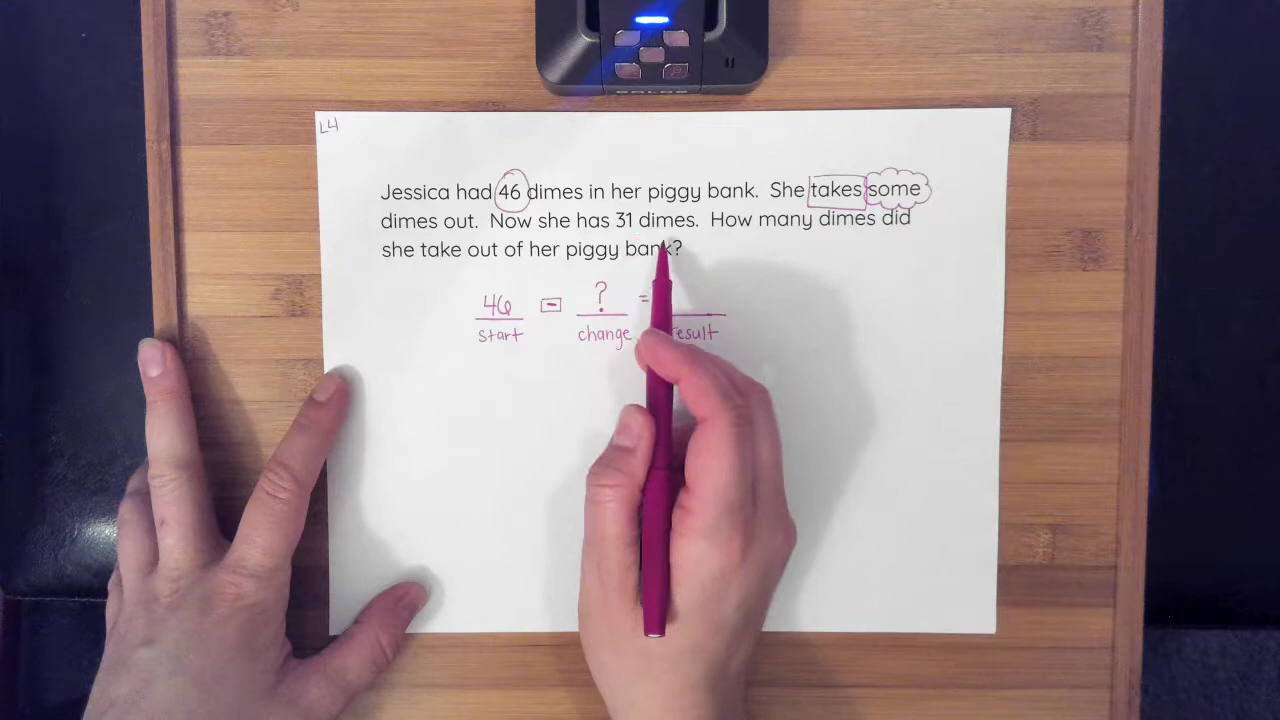 L4
Jessica had 46 dimes in her piggy bank. She takes some
dimes out. Now she has 31 dimes. How many dimes did
she take out of her piggy bank?
46 - ? =
start change result